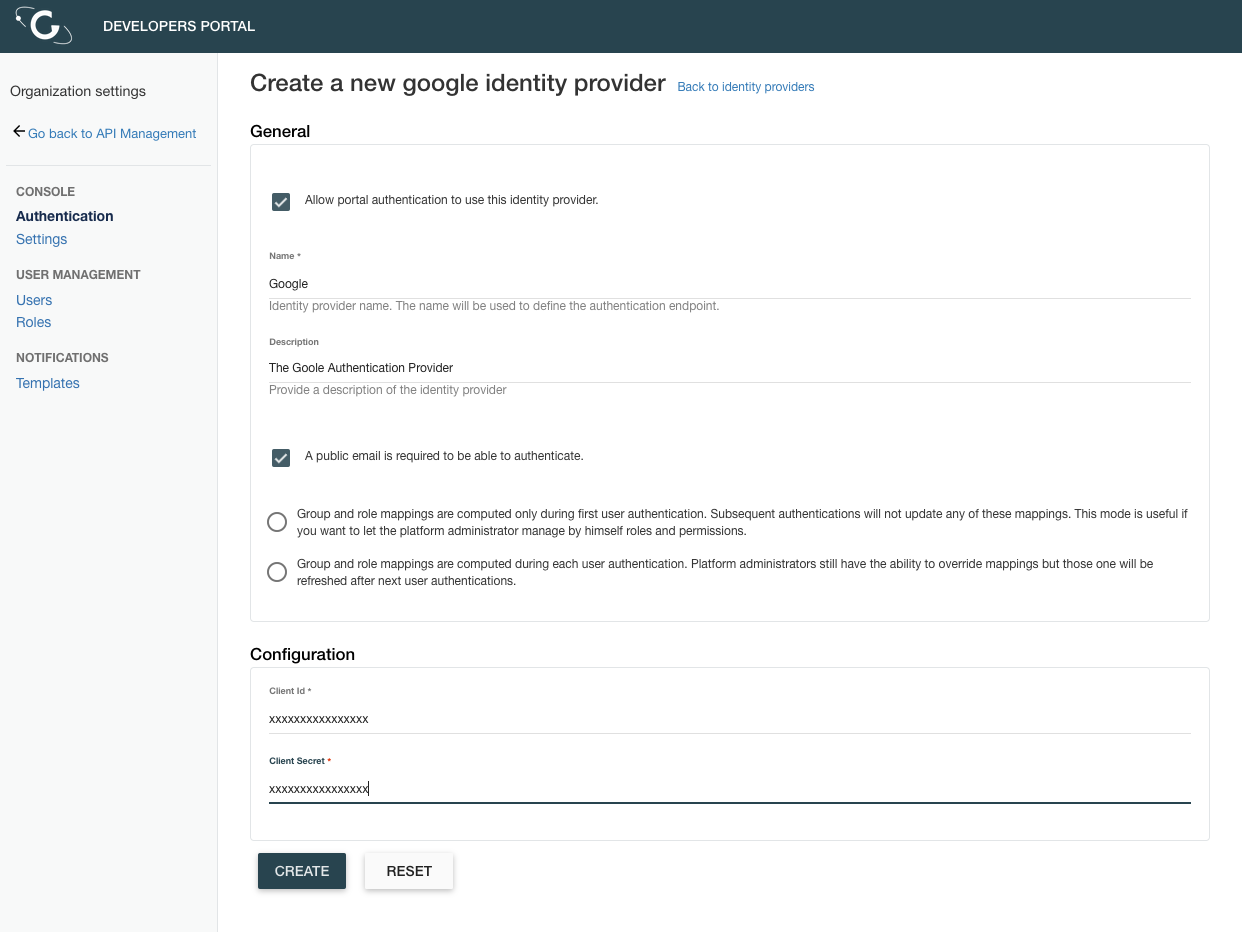 DEVELOPERS PORTAL
Organization settings
Go back to API Management
CONSOLE
Authentication
Settings
USER MANAGEMENT
Users
Roles
NOTIFICATIONS
Templates
Create a new google identity provider Back to identity providers
General
Allow portal authentication to use this identity provider.
Name *
Google
Identity provider name. The name will be used to define the authentication endpoint.
Description
The Goole Authentication Provider
Provide a description of the identity provider
A public email is required to be able to authenticate.
Group and role mappings are computed only during first user authentication. Subsequent authentications will not update any of these mappings. This mode is useful if
you want to let the platform administrator manage by himself roles and permissions.
Group and role mappings are computed during each user authentication. Platform administrators still have the ability to override mappings but those one will be
refreshed after next user authentications.
Configuration
Client Id *
xxxxxxxxxxxxxxxx
Client Secret *
xxxxxxxxxxxxxxxx
CREATE RESET